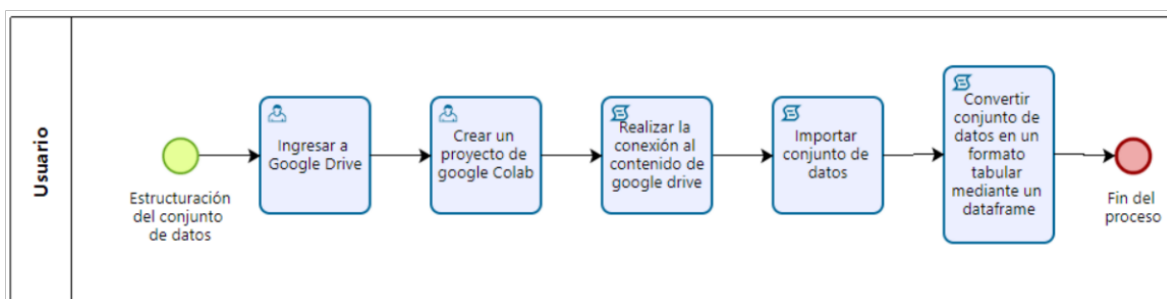 Usuario
Estructuración
del conjunto
de datos
Ingresar a
Google Drive
Crear un
proyecto de
google Colab
Realizar la
conexión al
contenido de
google drive
Importar
conjunto de
datos
Convertir
conjunto de
datos en un
formato
tabular
mediante un
dataframe
Fin del
proceso